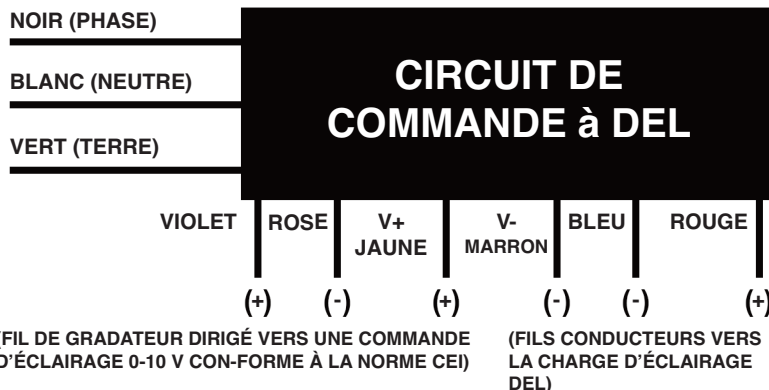 NOIR (PHASE)
BLANC (NEUTRE)
VERT (TERRE)
CIRCUIT DE
COMMANDE à DEL
VIOLET ROSE V+ V- BLEU ROUGE
JAUNE MARRON
(+) (-) (+) (-) (-) (+)
(FIL DE GRADATEUR DIRIGÉ VERS UNE COMMANDE
D'ÉCLAIRAGE 0-10 V CON-FORME À LA NORME CEI)
(FILS CONDUCTEURS VERS
LA CHARGE D'ÉCLAIRAGE
DEL)